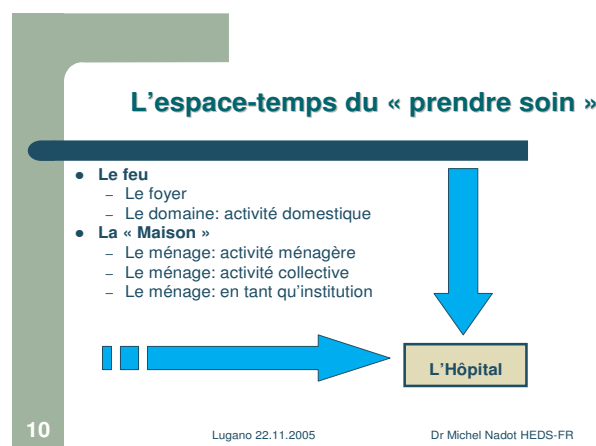 L'espace-temps du « prendre soin »
● Le feu
– Le foyer
– Le domaine: activité domestique
● La « Maison »
– Le ménage: activité ménagère
– Le ménage: activité collective
– Le ménage: en tant qu'institution
L'Hôpital
10
Lugano 22.11.2005
Dr Michel Nadot HEDS-FR